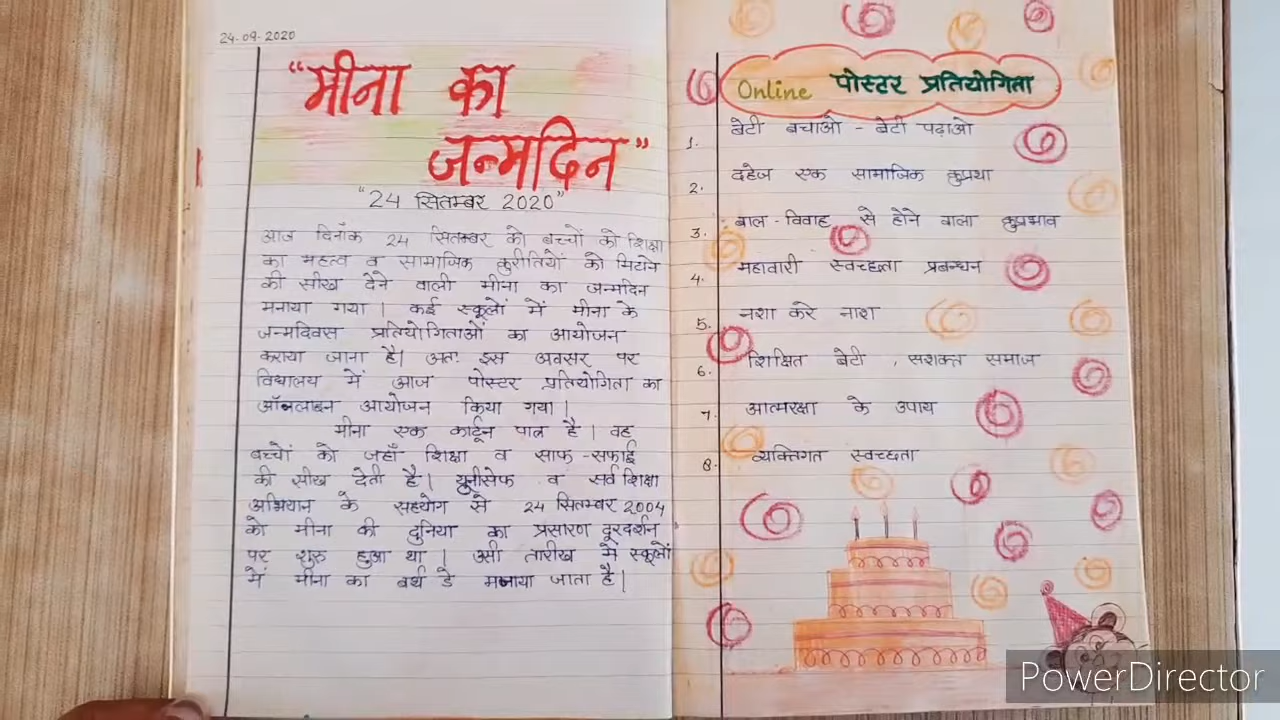 24.09.2020
"मीना का
जन्मदिन"
"24 सितम्बर 2020"
आज दिनाँक 24 सितम्बर को बच्चों को शिक्षा
का महत्व व सामाजिक कुरीतियों को मिटाने
की सीख देने वाली मीना का जन्मदिन
मनाया गया। कई स्कूलों में मीना के
जन्मदिवस प्रतियोगिताओं का आयोजन
कराया जाना है। अतः इस अवसर पर
विद्यालय में आज पोस्टर प्रतियोगिता का
ऑनलाइन आयोजन किया गया।
मीना एक कार्टून पात्र है। वह
बच्चों को जहाँ शिक्षा व साफ-सफाई
की सीख देती है। यूनीसेफ व सर्व शिक्षा
अभियान के सहयोग से 24 सितम्बर 2004
को मीना की दुनिया का प्रसारण दूरदर्शन
पर शुरू हुआ था। उसी तारीख में स्कूलों
में मीना का बर्थ डे मनाया जाता है।
Online पोस्टर प्रतियोगिता
1. बेटी बचाओ - बेटी पढ़ाओ
2. दहेज एक सामाजिक कुप्रथा
3. बाल-विवाह से होने वाला कुप्रभाव
4. महावारी स्वच्छता प्रबन्धन
5. नशा करे नाश
6. शिक्षित बेटी , सशक्त समाज
7. आत्मरक्षा के उपाय
8. व्यक्तिगत स्वच्छता
PowerDirector